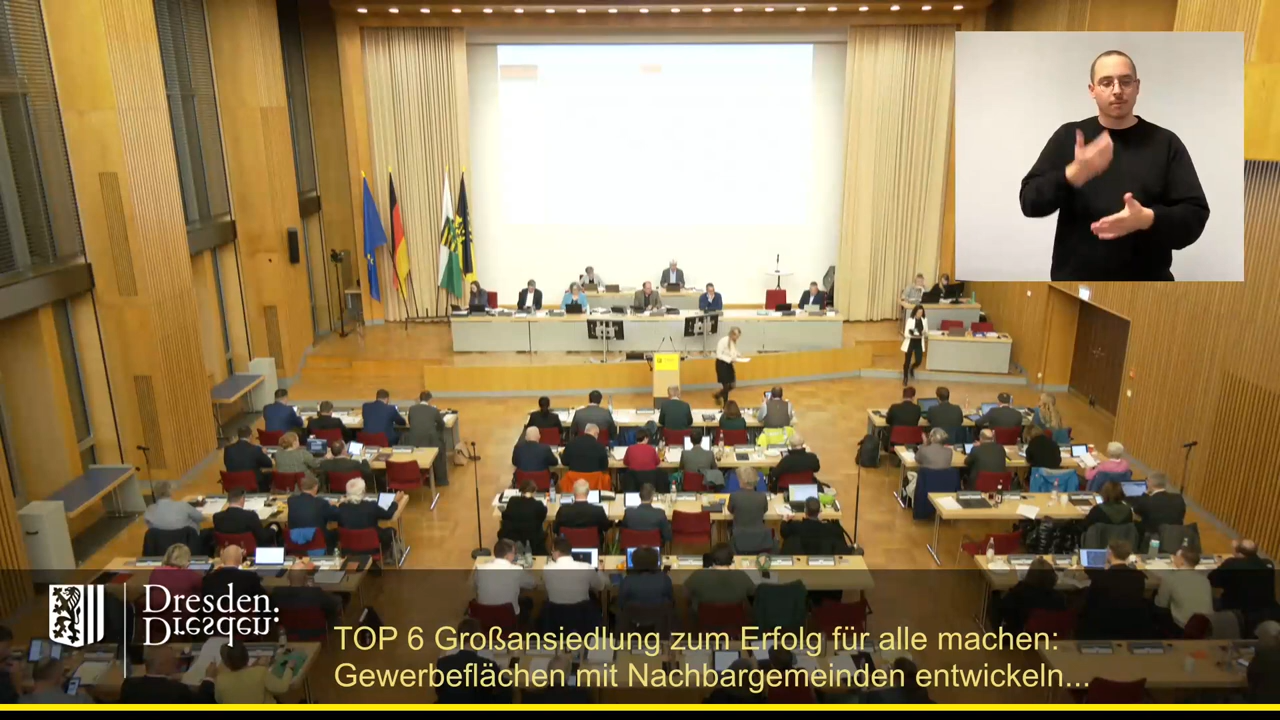 Dresden.
Dresden.
TOP 6 Großansiedlung zum Erfolg für alle machen:
Gewerbeflächen mit Nachbargemeinden entwickeln...